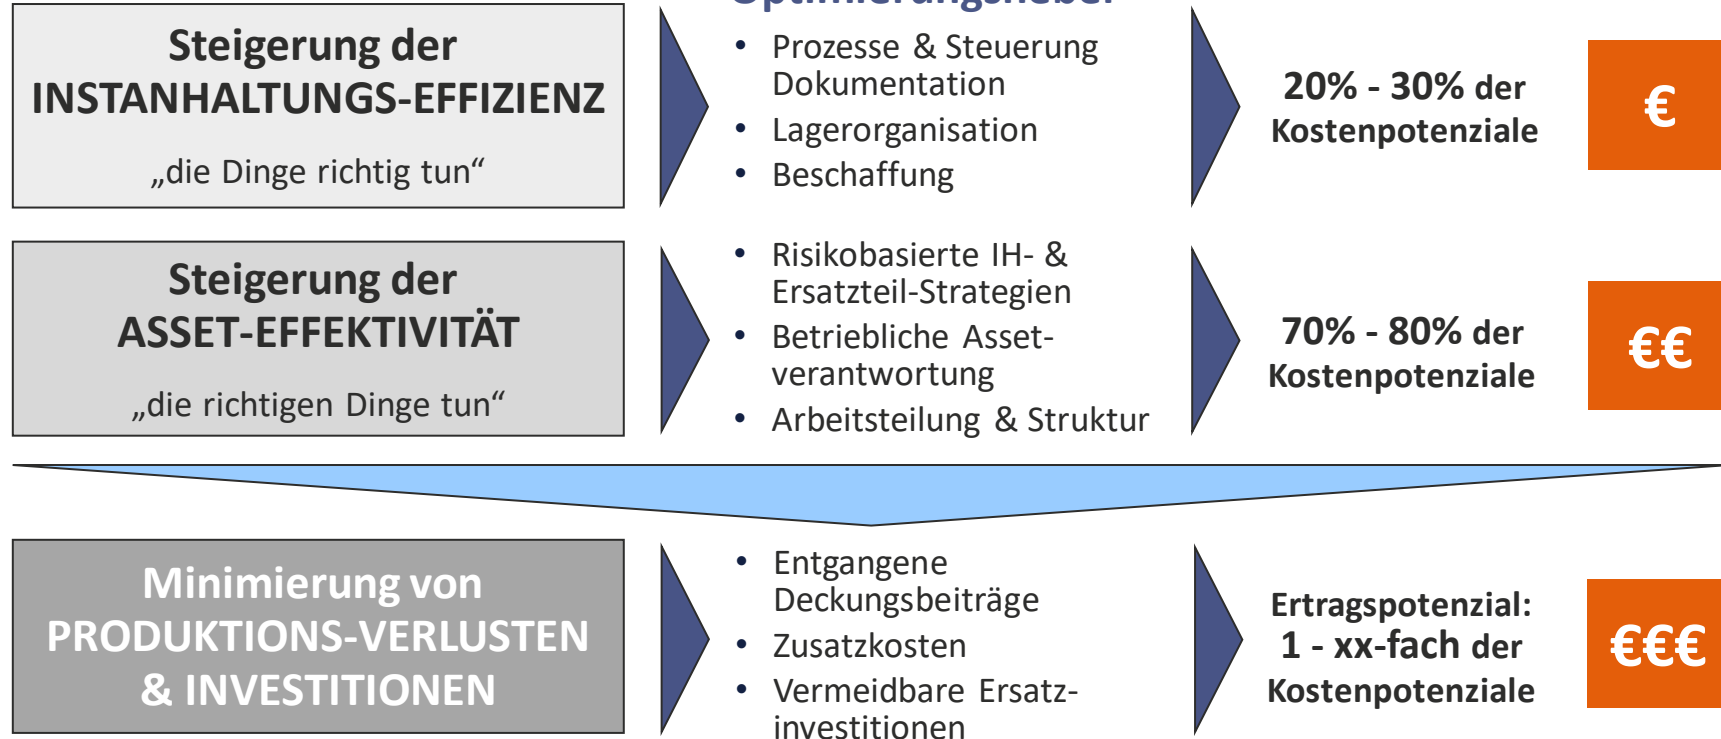 Optimierungshebel
Steigerung der
INSTANHALTUNGS-EFFIZIENZ
„die Dinge richtig tun“
• Prozesse & Steuerung
Dokumentation
• Lagerorganisation
• Beschaffung
20% - 30% der
Kostenpotenziale
€
Steigerung der
ASSET-EFFEKTIVITÄT
„die richtigen Dinge tun“
• Risikobasierte IH- &
Ersatzteil-Strategien
• Betriebliche Asset-
verantwortung
• Arbeitsteilung & Struktur
70% - 80% der
Kostenpotenziale
€€
Minimierung von
PRODUKTIONS-VERLUSTEN
& INVESTITIONEN
• Entgangene
Deckungsbeiträge
• Zusatzkosten
• Vermeidbare Ersatz-
investitionen
Ertragspotenzial:
1 - xx-fach der
Kostenpotenziale
€€€